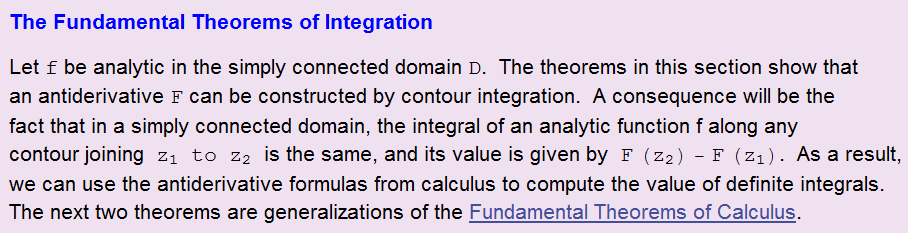 The Fundamental Theorems of Integration
Let f be analytic in the simply connected domain D. The theorems in this section show that
an antiderivative F can be constructed by contour integration. A consequence will be the
fact that in a simply connected domain, the integral of an analytic function f along any
contour joining z₁ to z₂ is the same, and its value is given by F (z₂) - F (z₁). As a result,
we can use the antiderivative formulas from calculus to compute the value of definite integrals.
The next two theorems are generalizations of the Fundamental Theorems of Calculus.